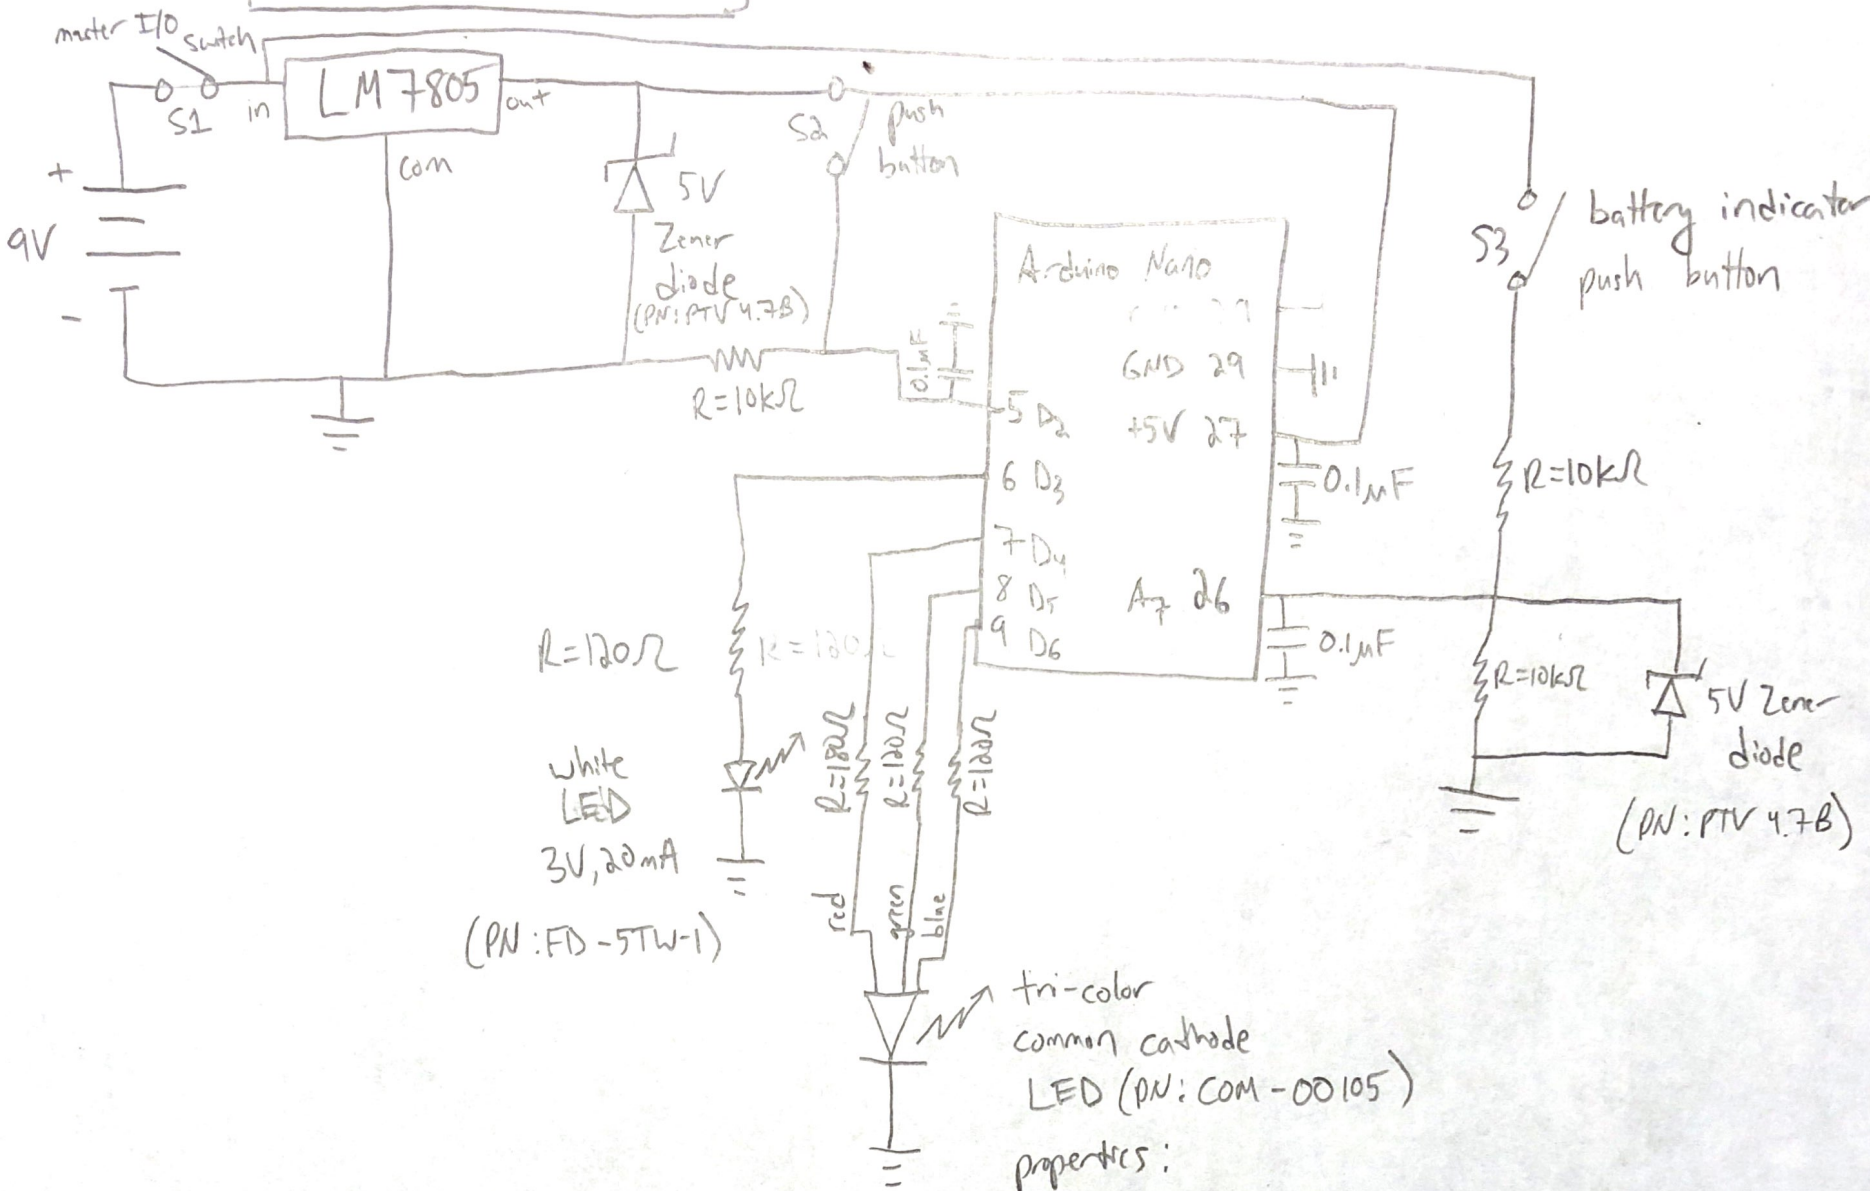 master I/O switch
S1
in
LM7805
out
com
+
9V
-
5V
Zener
diode
(PN: PTV 4.7B)
S2
push
button
R=10kΩ
0.1μF
Arduino Nano
29
GND 29
+5V 27
5 D2
6 D3
7 D4
8 D5
9 D6
A7 26
0.1μF
0.1μF
S3
battery indicator
push button
R=10kΩ
R=10kΩ
5V Zener
diode
(PN: PTV 4.7B)
R=120Ω
R=120Ω
white
LED
3V, 20mA
(PN: FD-5TW-1)
R=180Ω
R=120Ω
R=120Ω
red
green
blue
tri-color
common cathode
LED (PN: COM-00105)
properties: